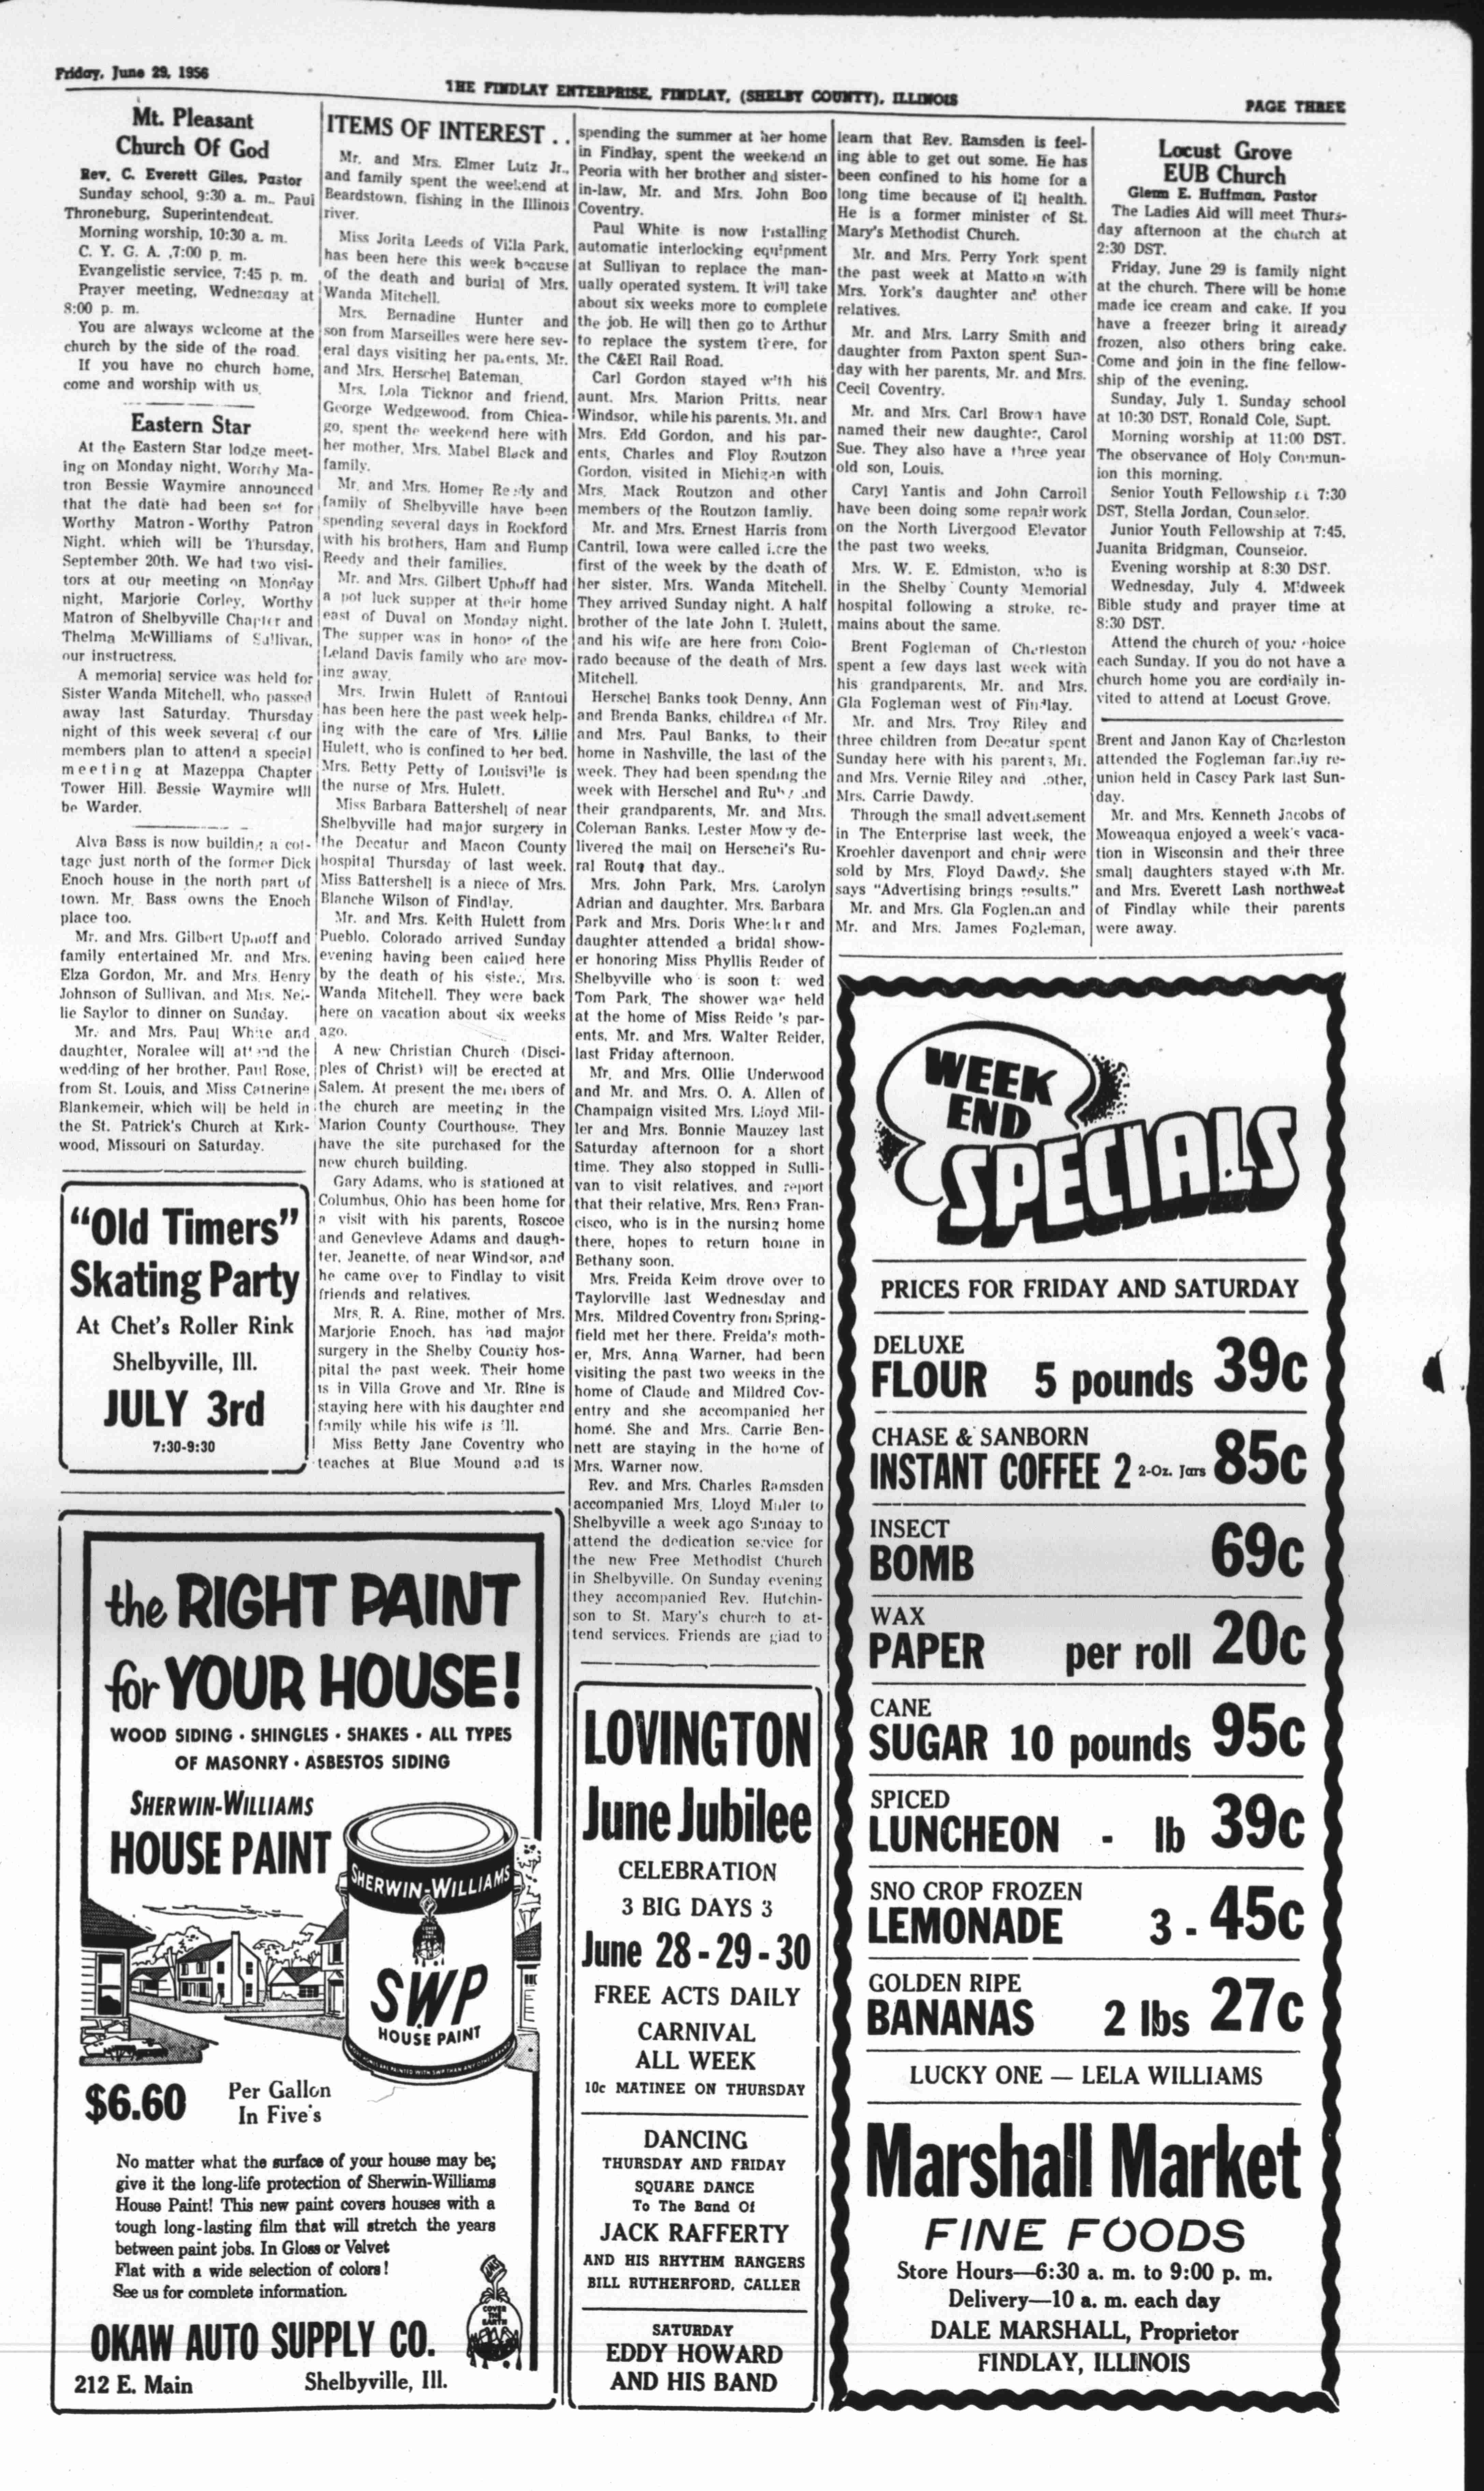 Friday, June 29, 1956
THE FINDLAY ENTERPRISE, FINDLAY, (SHELBY COUNTY), ILLINOIS
PAGE THREE
Mt. Pleasant
Church Of God
Rev. C. Everett Giles, Pastor
Sunday school, 9:30 a. m., Paul
Throneburg, Superintendent.
Morning worship, 10:30 a. m.
C. Y. G. A. ,7:00 p. m.
Evangelistic service, 7:45 p. m.
Prayer meeting, Wednesday at
8:00 p. m.
You are always welcome at the
church by the side of the road.
If you have no church home,
come and worship with us.
Eastern Star
At the Eastern Star lodge meet-
ing on Monday night, Worthy Ma-
tron Bessie Waymire announced
that the date had been set for
Worthy Matron - Worthy Patron
Night, which will be Thursday,
September 20th. We had two visi-
tors at our meeting on Monday
night, Marjorie Corley, Worthy
Matron of Shelbyville Chapter and
Thelma McWilliams of Sullivan,
our instructress.
A memorial service was held for
Sister Wanda Mitchell, who passed
away last Saturday. Thursday
night of this week several of our
members plan to attend a special
meeting at Mazeppa Chapter
Tower Hill. Bessie Waymire will
be Warder.
Alva Bass is now building a cot-
tage just north of the former Dick
Enoch house in the north part of
town. Mr. Bass owns the Enoch
place too.
Mr. and Mrs. Gilbert Uphoff and
family entertained Mr. and Mrs.
Elza Gordon, Mr. and Mrs. Henry
Johnson of Sullivan, and Mrs. Nel-
lie Saylor to dinner on Sunday.
Mr. and Mrs. Paul White and
daughter, Noralee will attend the
wedding of her brother, Paul Rose,
from St. Louis, and Miss Catherine
Blankemeir, which will be held in
the St. Patrick's Church at Kirk-
wood, Missouri on Saturday.
"Old Timers"
Skating Party
At Chet's Roller Rink
Shelbyville, Ill.
JULY 3rd
7:30-9:30
ITEMS OF INTEREST . .
Mr. and Mrs. Elmer Lutz Jr.,
and family spent the weekend at
Beardstown, fishing in the Illinois
river.
Miss Jorita Leeds of Villa Park,
has been here this week because
of the death and burial of Mrs.
Wanda Mitchell.
Mrs. Bernadine Hunter and
son from Marseilles were here sev-
eral days visiting her parents, Mr.
and Mrs. Herschel Bateman.
Mrs. Lola Ticknor and friend,
George Wedgewood, from Chica-
go, spent the weekend here with
her mother, Mrs. Mabel Black and
family.
Mr. and Mrs. Homer Reedy and
family of Shelbyville have been
spending several days in Rockford
with his brothers, Ham and Hump
Reedy and their families.
Mr. and Mrs. Gilbert Uphoff had
a pot luck supper at their home
east of Duval on Monday night.
The supper was in honor of the
Leland Davis family who are mov-
ing away.
Mrs. Irwin Hulett of Rantoul
has been here the past week help-
ing with the care of Mrs. Lillie
Hulett, who is confined to her bed.
Mrs. Betty Petty of Louisville is
the nurse of Mrs. Hulett.
Miss Barbara Battershell of near
Shelbyville had major surgery in
the Decatur and Macon County
hospital Thursday of last week.
Miss Battershell is a niece of Mrs.
Blanche Wilson of Findlay.
Mr. and Mrs. Keith Hulett from
Pueblo, Colorado arrived Sunday
evening having been called here
by the death of his sister, Mrs.
Wanda Mitchell. They were back
here on vacation about six weeks
ago.
A new Christian Church (Disci-
ples of Christ) will be erected at
Salem. At present the members of
the church are meeting in the
Marion County Courthouse. They
have the site purchased for the
new church building.
Gary Adams, who is stationed at
Columbus, Ohio has been home for
a visit with his parents, Roscoe
and Genevieve Adams and daugh-
ter, Jeanette, of near Windsor, and
he came over to Findlay to visit
friends and relatives.
Mrs. R. A. Rine, mother of Mrs.
Marjorie Enoch, has had major
surgery in the Shelby County hos-
pital the past week. Their home
is in Villa Grove and Mr. Rine is
staying here with his daughter and
family while his wife is ill.
Miss Betty Jane Coventry who
teaches at Blue Mound and is
spending the summer at her home
in Findlay, spent the weekend in
Peoria with her brother and sister-
in-law, Mr. and Mrs. John Boo
Coventry.
Paul White is now installing
automatic interlocking equipment
at Sullivan to replace the man-
ually operated system. It will take
about six weeks more to complete
the job. He will then go to Arthur
to replace the system there, for
the C&EI Rail Road.
Carl Gordon stayed with his
aunt, Mrs. Marion Pritts, near
Windsor, while his parents, Mr. and
Mrs. Edd Gordon, and his par-
ents, Charles and Floy Routzon
Gordon, visited in Michigan with
Mrs. Mack Routzon and other
members of the Routzon family.
Mr. and Mrs. Ernest Harris from
Cantril, Iowa were called here the
first of the week by the death of
her sister, Mrs. Wanda Mitchell.
They arrived Sunday night. A half
brother of the late John I. Hulett,
and his wife are here from Colo-
rado because of the death of Mrs.
Mitchell.
Herschel Banks took Denny, Ann
and Brenda Banks, children of Mr.
and Mrs. Paul Banks, to their
home in Nashville, the last of the
week. They had been spending the
week with Herschel and Ruby and
their grandparents, Mr. and Mrs.
Coleman Banks. Lester Mowry de-
livered the mail on Herschel's Ru-
ral Route that day..
Mrs. John Park, Mrs. Carolyn
Adrian and daughter, Mrs. Barbara
Park and Mrs. Doris Wheeler and
daughter attended a bridal show-
er honoring Miss Phyllis Reider of
Shelbyville who is soon to wed
Tom Park. The shower was held
at the home of Miss Reider's par-
ents, Mr. and Mrs. Walter Reider,
last Friday afternoon.
Mr. and Mrs. Ollie Underwood
and Mr. and Mrs. O. A. Allen of
Champaign visited Mrs. Lloyd Mil-
ler and Mrs. Bonnie Mauzey last
Saturday afternoon for a short
time. They also stopped in Sulli-
van to visit relatives, and report
that their relative, Mrs. Rena Fran-
cisco, who is in the nursing home
there, hopes to return home in
Bethany soon.
Mrs. Freida Keim drove over to
Taylorville last Wednesday and
Mrs. Mildred Coventry from Spring-
field met her there. Freida's moth-
er, Mrs. Anna Warner, had been
visiting the past two weeks in the
home of Claude and Mildred Cov-
entry and she accompanied her
home. She and Mrs. Carrie Ben-
nett are staying in the home of
Mrs. Warner now.
Rev. and Mrs. Charles Ramsden
accompanied Mrs. Lloyd Miller to
Shelbyville a week ago Sunday to
attend the dedication service for
the new Free Methodist Church
in Shelbyville. On Sunday evening
they accompanied Rev. Hutchin-
son to St. Mary's church to at-
tend services. Friends are glad to
learn that Rev. Ramsden is feel-
ing able to get out some. He has
been confined to his home for a
long time because of ill health.
He is a former minister of St.
Mary's Methodist Church.
Mr. and Mrs. Perry York spent
the past week at Mattoon with
Mrs. York's daughter and other
relatives.
Mr. and Mrs. Larry Smith and
daughter from Paxton spent Sun-
day with her parents, Mr. and Mrs.
Cecil Coventry.
Mr. and Mrs. Carl Brown have
named their new daughter, Carol
Sue. They also have a three year
old son, Louis.
Caryl Yantis and John Carroll
have been doing some repair work
on the North Livergood Elevator
the past two weeks.
Mrs. W. E. Edmiston, who is
in the Shelby County Memorial
hospital following a stroke, re-
mains about the same.
Brent Fogleman of Charleston
spent a few days last week with
his grandparents, Mr. and Mrs.
Gla Fogleman west of Findlay.
Mr. and Mrs. Troy Riley and
three children from Decatur spent
Sunday here with his parents, Mr.
and Mrs. Vernie Riley and other,
Mrs. Carrie Dawdy.
Through the small advertisement
in The Enterprise last week, the
Kroehler davenport and chair were
sold by Mrs. Floyd Dawdy. She
says "Advertising brings results."
Mr. and Mrs. Gla Fogleman and
Mr. and Mrs. James Fogleman,
Locust Grove
EUB Church
Glenn E. Huffman, Pastor
The Ladies Aid will meet Thurs-
day afternoon at the church at
2:30 DST.
Friday, June 29 is family night
at the church. There will be home
made ice cream and cake. If you
have a freezer bring it already
frozen, also others bring cake.
Come and join in the fine fellow-
ship of the evening.
Sunday, July 1. Sunday school
at 10:30 DST, Ronald Cole, Supt.
Morning worship at 11:00 DST.
The observance of Holy Commun-
ion this morning.
Senior Youth Fellowship at 7:30
DST, Stella Jordan, Counselor.
Junior Youth Fellowship at 7:45,
Juanita Bridgman, Counselor.
Evening worship at 8:30 DST.
Wednesday, July 4. Midweek
Bible study and prayer time at
8:30 DST.
Attend the church of your choice
each Sunday. If you do not have a
church home you are cordially in-
vited to attend at Locust Grove.
Brent and Janon Kay of Charleston
attended the Fogleman family re-
union held in Casey Park last Sun-
day.
Mr. and Mrs. Kenneth Jacobs of
Moweaqua enjoyed a week's vaca-
tion in Wisconsin and their three
small daughters stayed with Mr.
and Mrs. Everett Lash northwest
of Findlay while their parents
were away.
the RIGHT PAINT
for YOUR HOUSE!
WOOD SIDING • SHINGLES • SHAKES • ALL TYPES
OF MASONRY • ASBESTOS SIDING
SHERWIN-WILLIAMS
HOUSE PAINT
SHERWIN-WILLIAMS
COVER THE EARTH
SWP
HOUSE PAINT
$6.60
Per Gallon
In Five's
No matter what the surface of your house may be;
give it the long-life protection of Sherwin-Williams
House Paint! This new paint covers houses with a
tough long-lasting film that will stretch the years
between paint jobs. In Gloss or Velvet
Flat with a wide selection of colors!
See us for complete information.
COVER
THE
EARTH
OKAW AUTO SUPPLY CO.
212 E. Main Shelbyville, Ill.
LOVINGTON
June Jubilee
CELEBRATION
3 BIG DAYS 3
June 28 - 29 - 30
FREE ACTS DAILY
CARNIVAL
ALL WEEK
10c MATINEE ON THURSDAY
DANCING
THURSDAY AND FRIDAY
SQUARE DANCE
To The Band Of
JACK RAFFERTY
AND HIS RHYTHM RANGERS
BILL RUTHERFORD, CALLER
SATURDAY
EDDY HOWARD
AND HIS BAND
WEEK
END
SPECIALS
PRICES FOR FRIDAY AND SATURDAY
DELUXE
FLOUR 5 pounds 39c
CHASE & SANBORN
INSTANT COFFEE 2 2-Oz. Jars 85c
INSECT
BOMB 69c
WAX
PAPER per roll 20c
CANE
SUGAR 10 pounds 95c
SPICED
LUNCHEON - lb 39c
SNO CROP FROZEN
LEMONADE 3 - 45c
GOLDEN RIPE
BANANAS 2 lbs 27c
LUCKY ONE — LELA WILLIAMS
Marshall Market
FINE FOODS
Store Hours—6:30 a. m. to 9:00 p. m.
Delivery—10 a. m. each day
DALE MARSHALL, Proprietor
FINDLAY, ILLINOIS